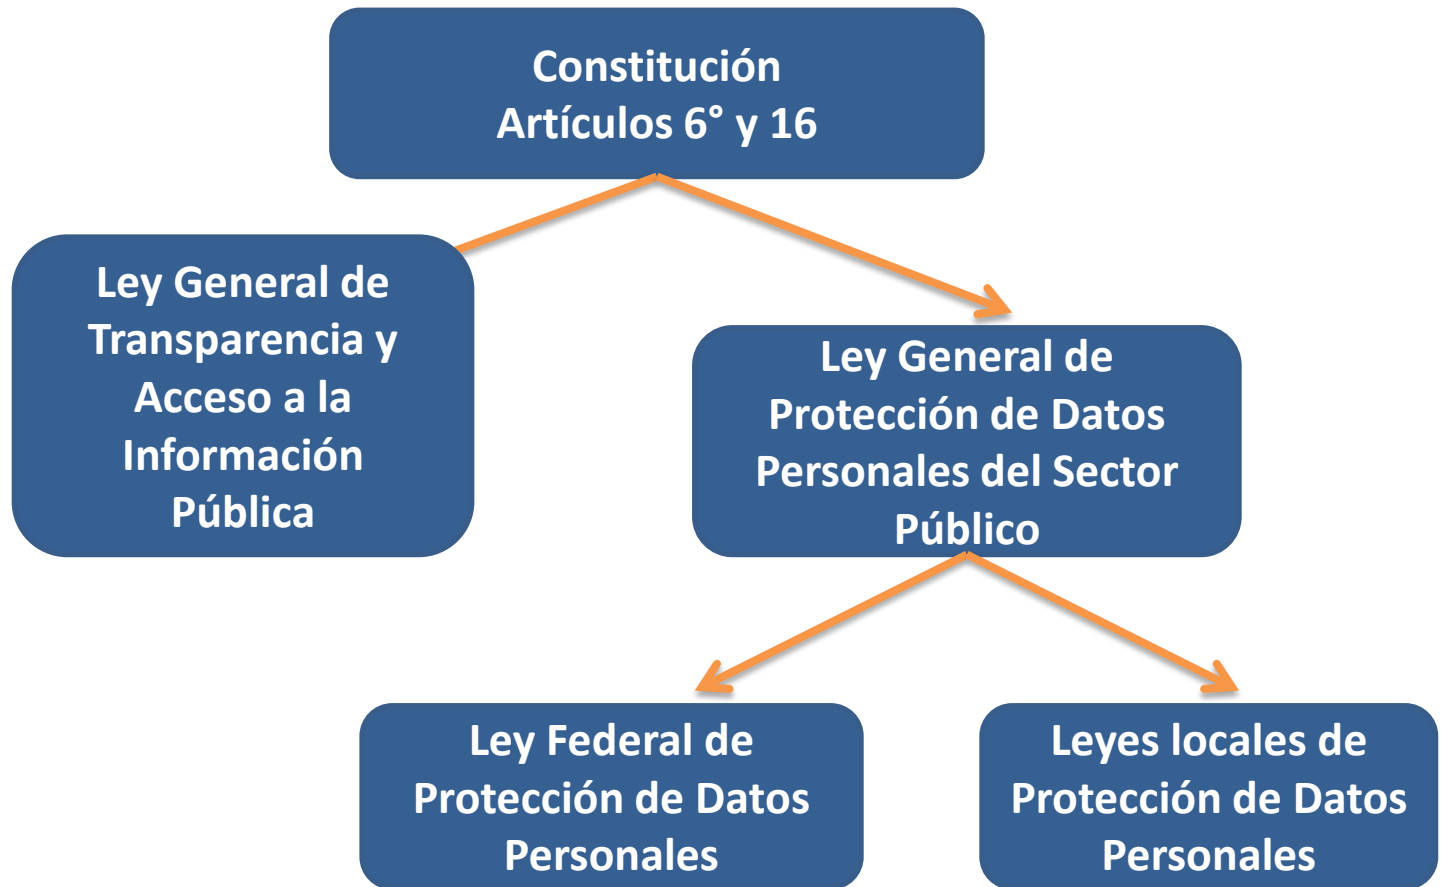 Constitución
Artículos 6° y 16
Ley General de
Transparencia y
Acceso a la
Información
Pública
Ley General de
Protección de Datos
Personales del Sector
Público
Ley Federal de
Protección de Datos
Personales
Leyes locales de
Protección de Datos
Personales